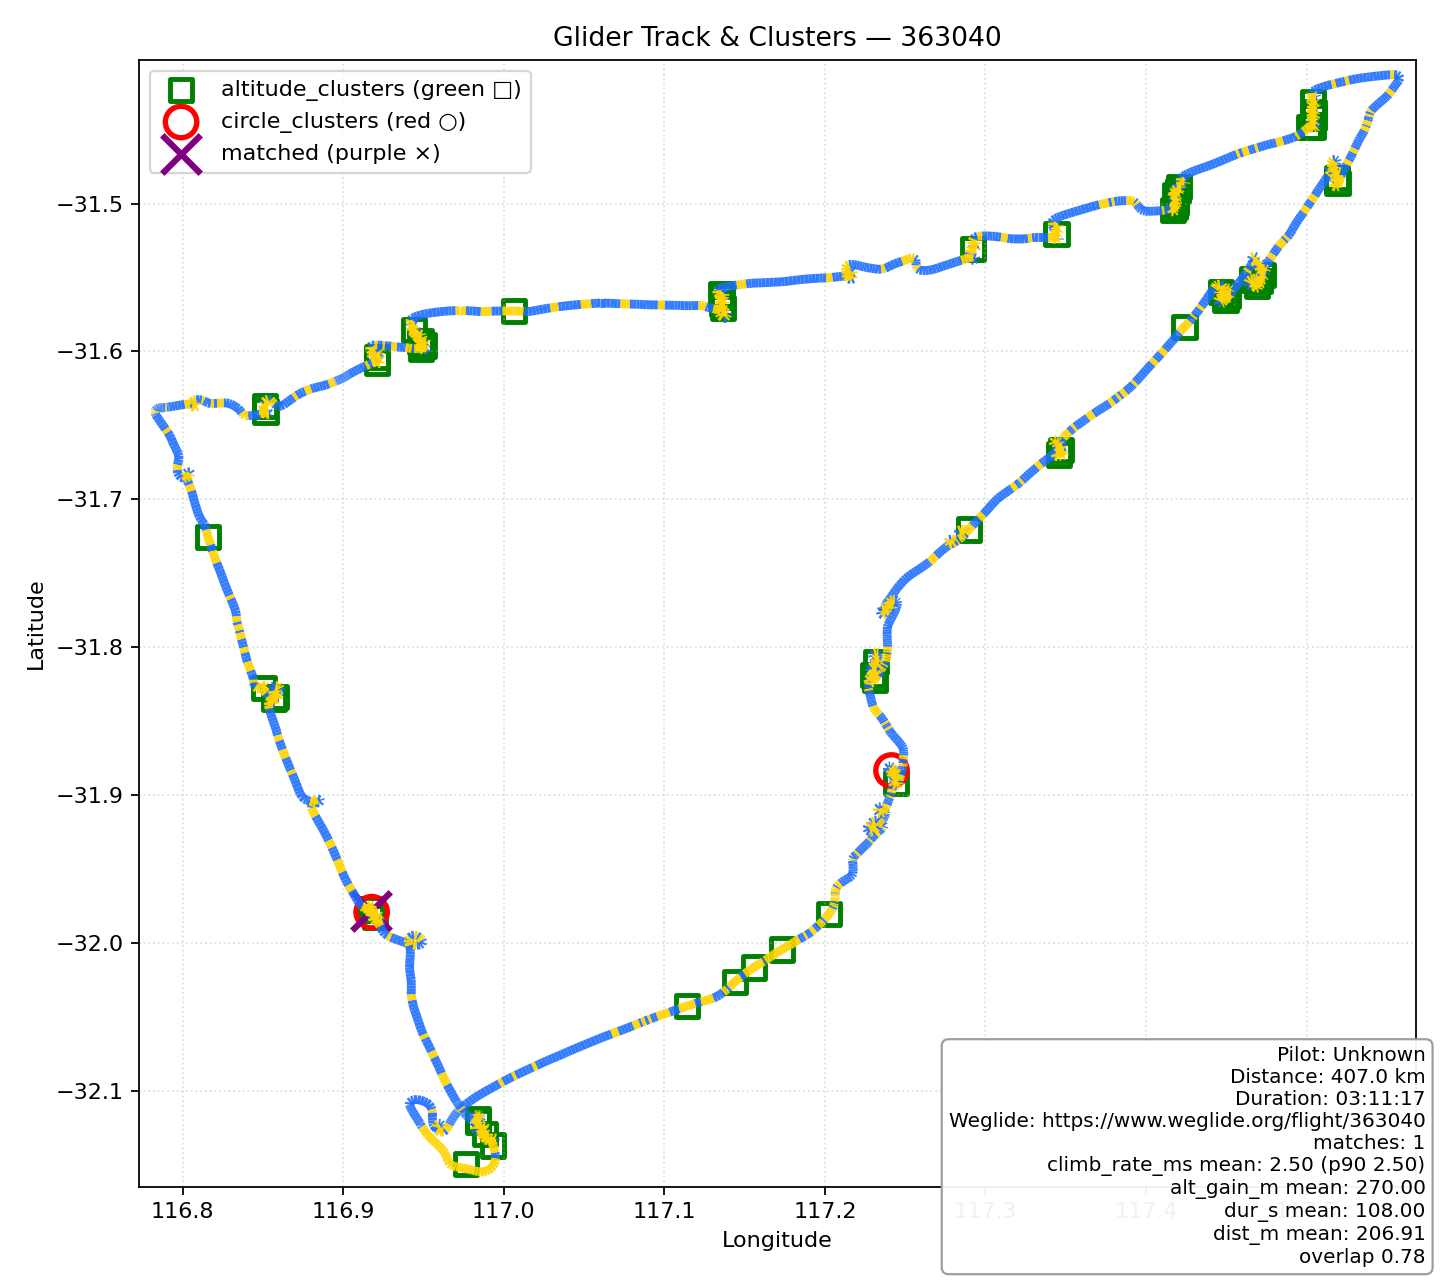 Glider Track & Clusters — 363040
altitude_clusters (green □)
circle_clusters (red ○)
matched (purple ×)
Latitude
−31.5
−31.6
−31.7
−31.8
−31.9
−32.0
−32.1
116.8
116.9
117.0
117.1
117.2
117.3
117.4
Longitude
Pilot: Unknown
Distance: 407.0 km
Duration: 03:11:17
Weglide: https://www.weglide.org/flight/363040
matches: 1
climb_rate_ms mean: 2.50 (p90 2.50)
alt_gain_m mean: 270.00
dur_s mean: 108.00
dist_m mean: 206.91
overlap 0.78